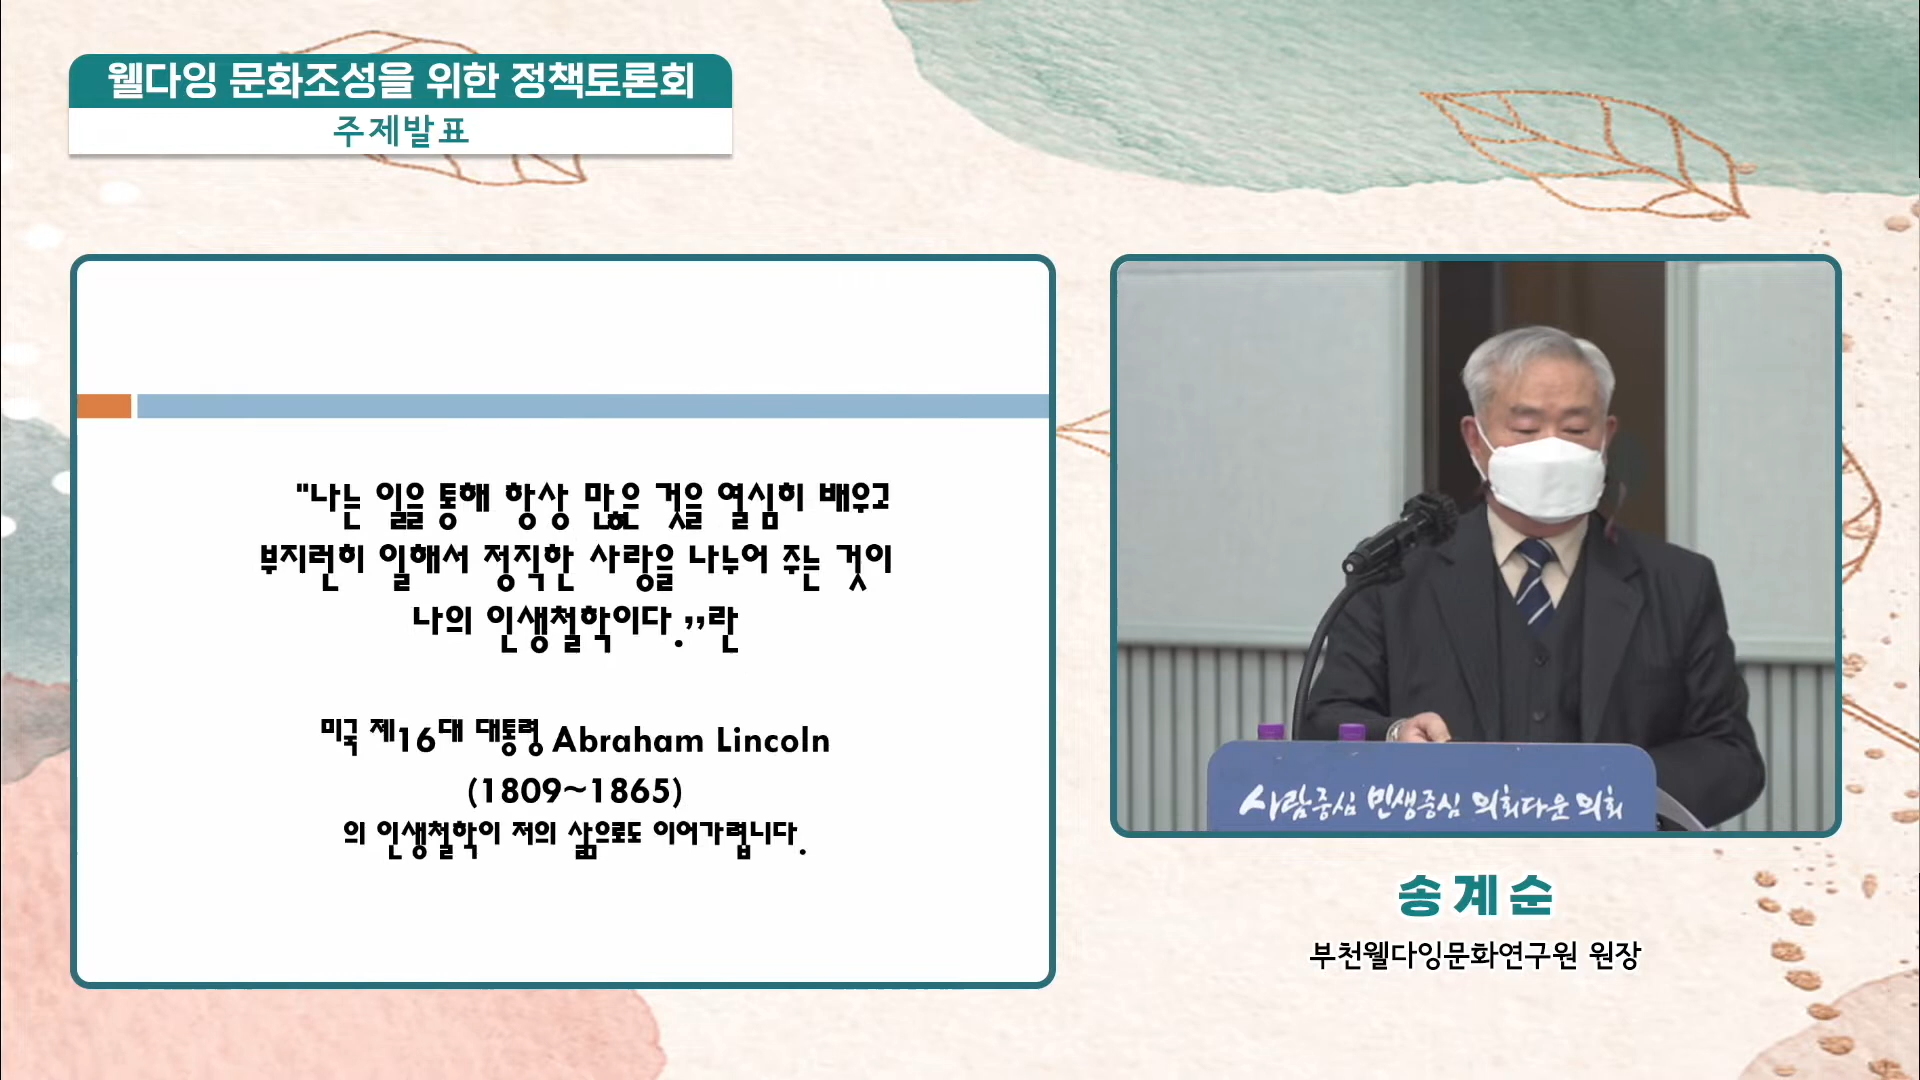 웰다잉 문화조성을 위한 정책토론회
주제발표
"나는 일을 통해 항상 많은 것을 열심히 배우고
부지런히 일해서 정직한 사랑을 나누어 주는 것이
나의 인생철학이다.”란
미국 제16대 대통령 Abraham Lincoln
(1809~1865)
의 인생철학이 저의 삶으로도 이어가렵니다.
사람중심 민생중심 의회다운 의회
송계순
부천웰다잉문화연구원 원장